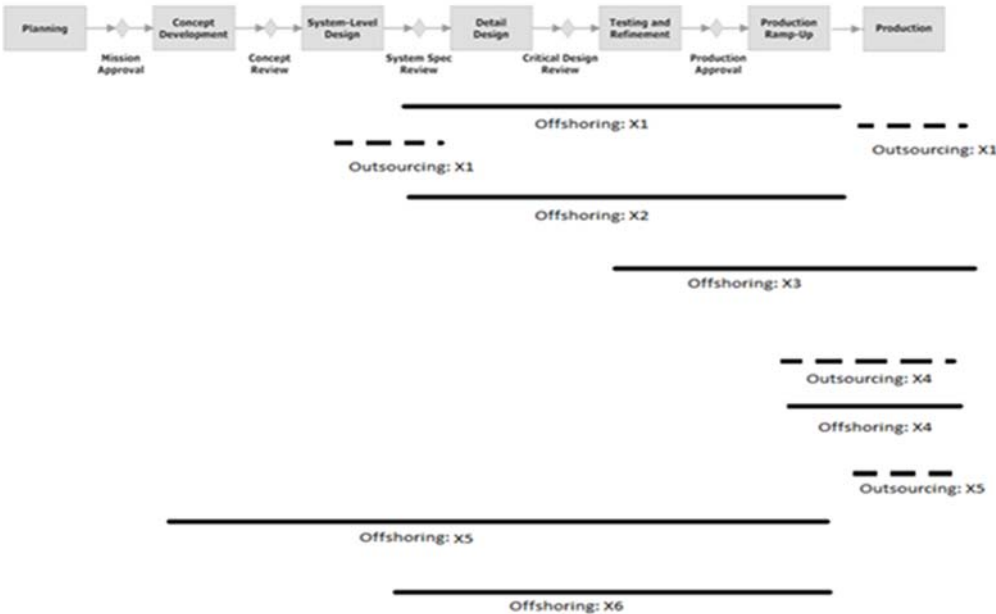 Planning
Concept
Development
System-Level
Design
Detail
Design
Testing and
Refinement
Production
Ramp-Up
Production
Mission
Approval
Concept
Review
System Spec
Review
Critical Design
Review
Production
Approval
Offshoring: X1
Outsourcing: X1
Outsourcing: X1
Offshoring: X2
Offshoring: X3
Outsourcing: X4
Offshoring: X4
Outsourcing: X5
Offshoring: X5
Offshoring: X6